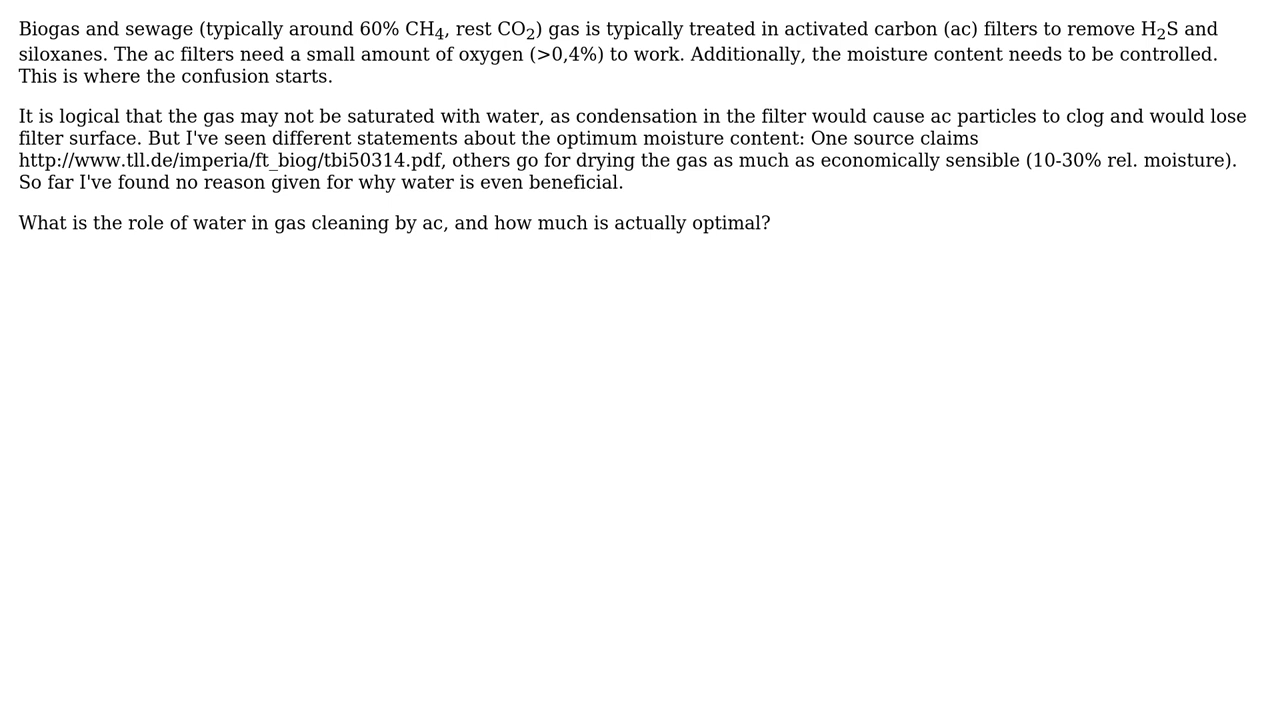 Biogas and sewage (typically around 60% CH4, rest CO2) gas is typically treated in activated carbon (ac) filters to remove H2S and
siloxanes. The ac filters need a small amount of oxygen (>0,4%) to work. Additionally, the moisture content needs to be controlled.
This is where the confusion starts.
It is logical that the gas may not be saturated with water, as condensation in the filter would cause ac particles to clog and would lose
filter surface. But I've seen different statements about the optimum moisture content: One source claims
http://www.tll.de/imperia/ft_biog/tbi50314.pdf, others go for drying the gas as much as economically sensible (10-30% rel. moisture).
So far I've found no reason given for why water is even beneficial.
What is the role of water in gas cleaning by ac, and how much is actually optimal?